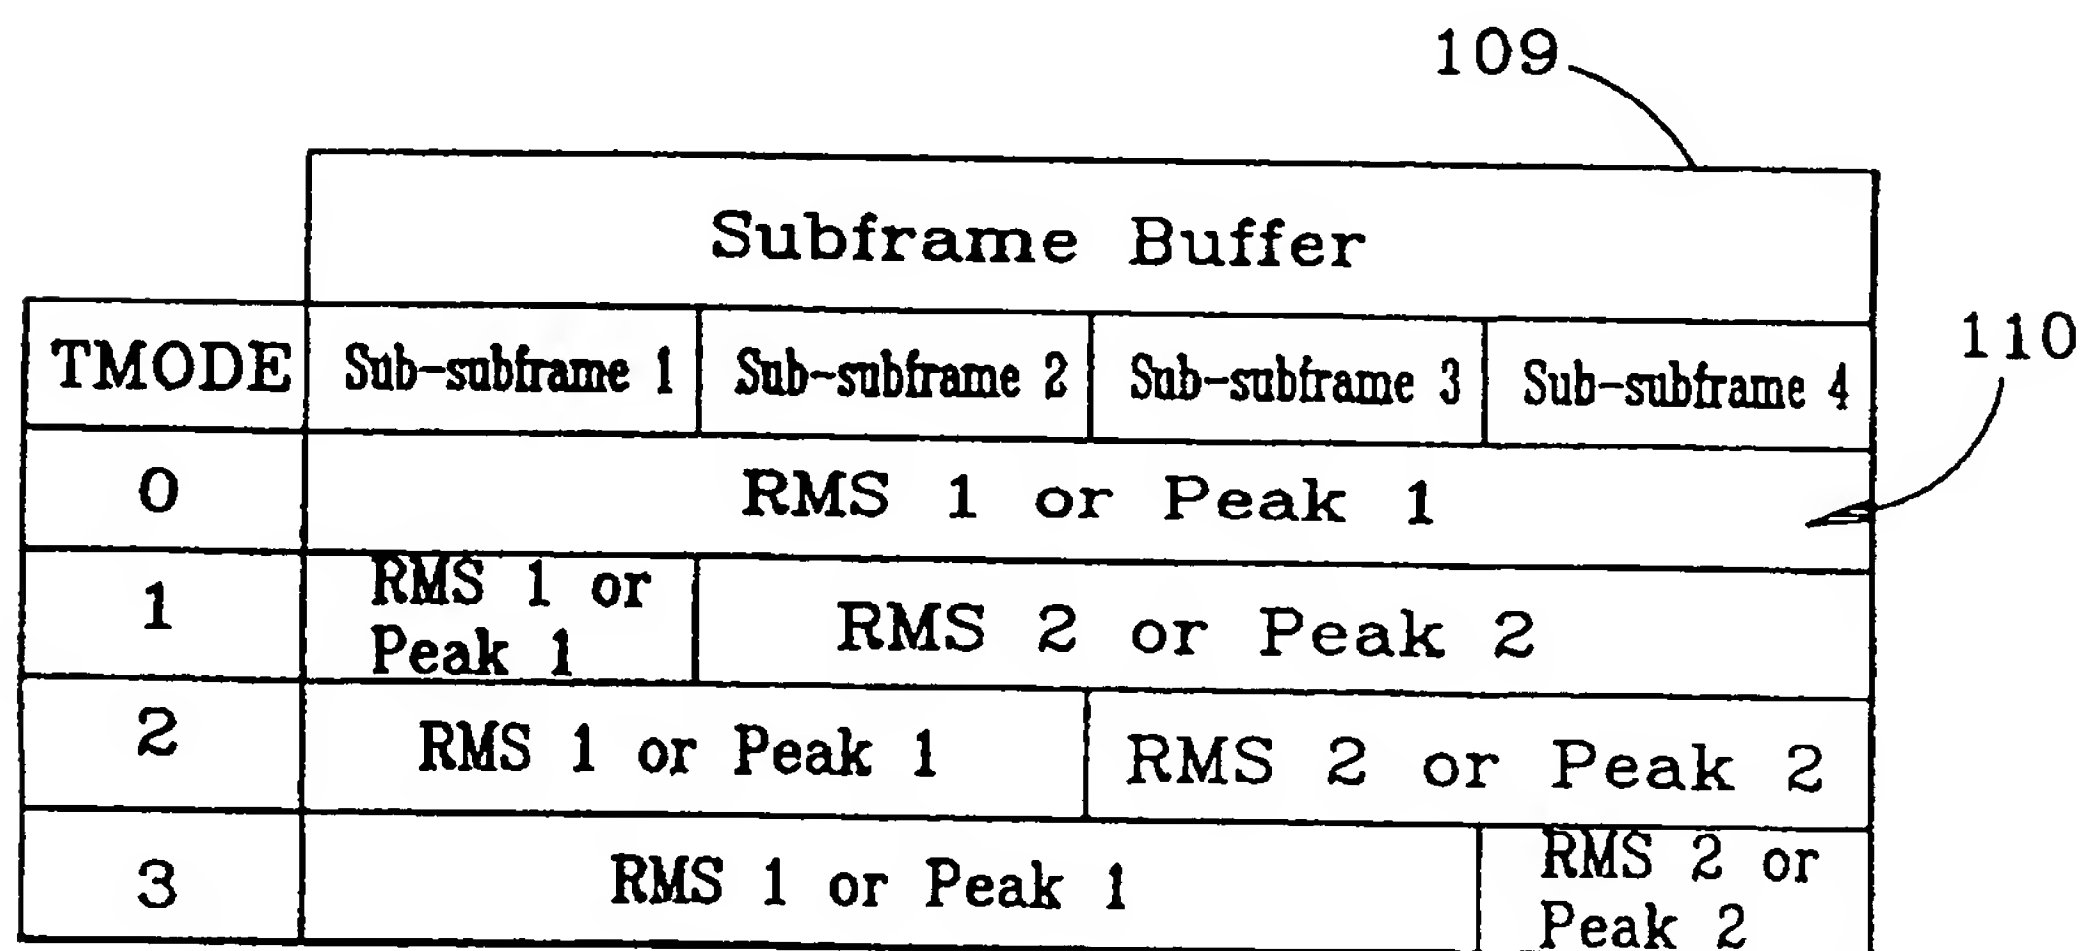 109
Subframe Buffer
110
TMODE Sub-subframe 1 Sub-subframe 2 Sub-subframe 3 Sub-subframe 4
0 RMS 1 or Peak 1
1 RMS 1 or
Peak 1 RMS 2 or Peak 2
2 RMS 1 or Peak 1 RMS 2 or Peak 2
3 RMS 1 or Peak 1 RMS 2 or
Peak 2